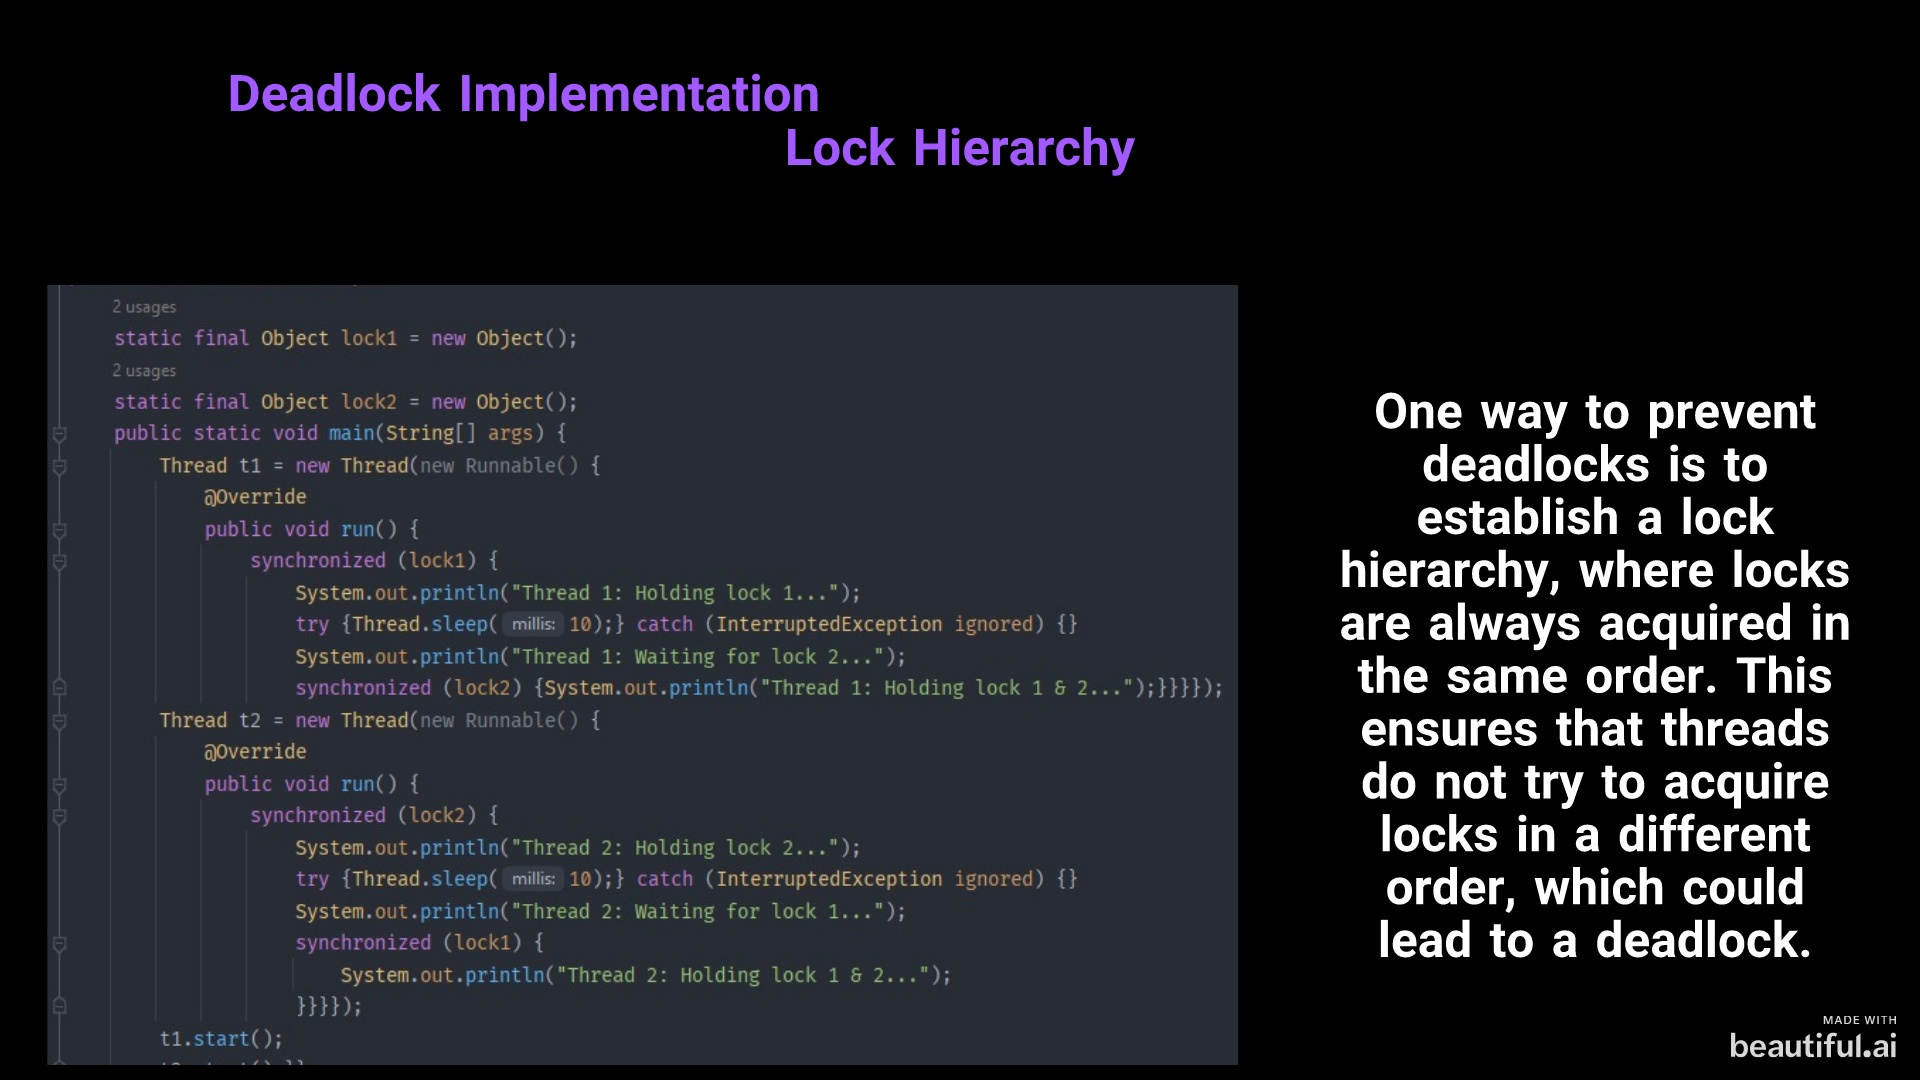 Deadlock Implementation
Lock Hierarchy
2 usages
static final Object lock1 = new Object();
2 usages
static final Object lock2 = new Object();
public static void main(String[] args) {
Thread t1 = new Thread(new Runnable() {
@Override
public void run() {
synchronized (lock1) {
System.out.println("Thread 1: Holding lock 1...");
try {Thread.sleep( millis: 10);} catch (InterruptedException ignored) {}
System.out.println("Thread 1: Waiting for lock 2...");
synchronized (lock2) {System.out.println("Thread 1: Holding lock 1 & 2...");}}}});
Thread t2 = new Thread(new Runnable() {
@Override
public void run() {
synchronized (lock2) {
System.out.println("Thread 2: Holding lock 2...");
try {Thread.sleep( millis: 10);} catch (InterruptedException ignored) {}
System.out.println("Thread 2: Waiting for lock 1...");
synchronized (lock1) {
System.out.println("Thread 2: Holding lock 1 & 2...");
}}}});
t1.start();
One way to prevent
deadlocks is to
establish a lock
hierarchy, where locks
are always acquired in
the same order. This
ensures that threads
do not try to acquire
locks in a different
order, which could
lead to a deadlock.
MADE WITH
beautiful.ai